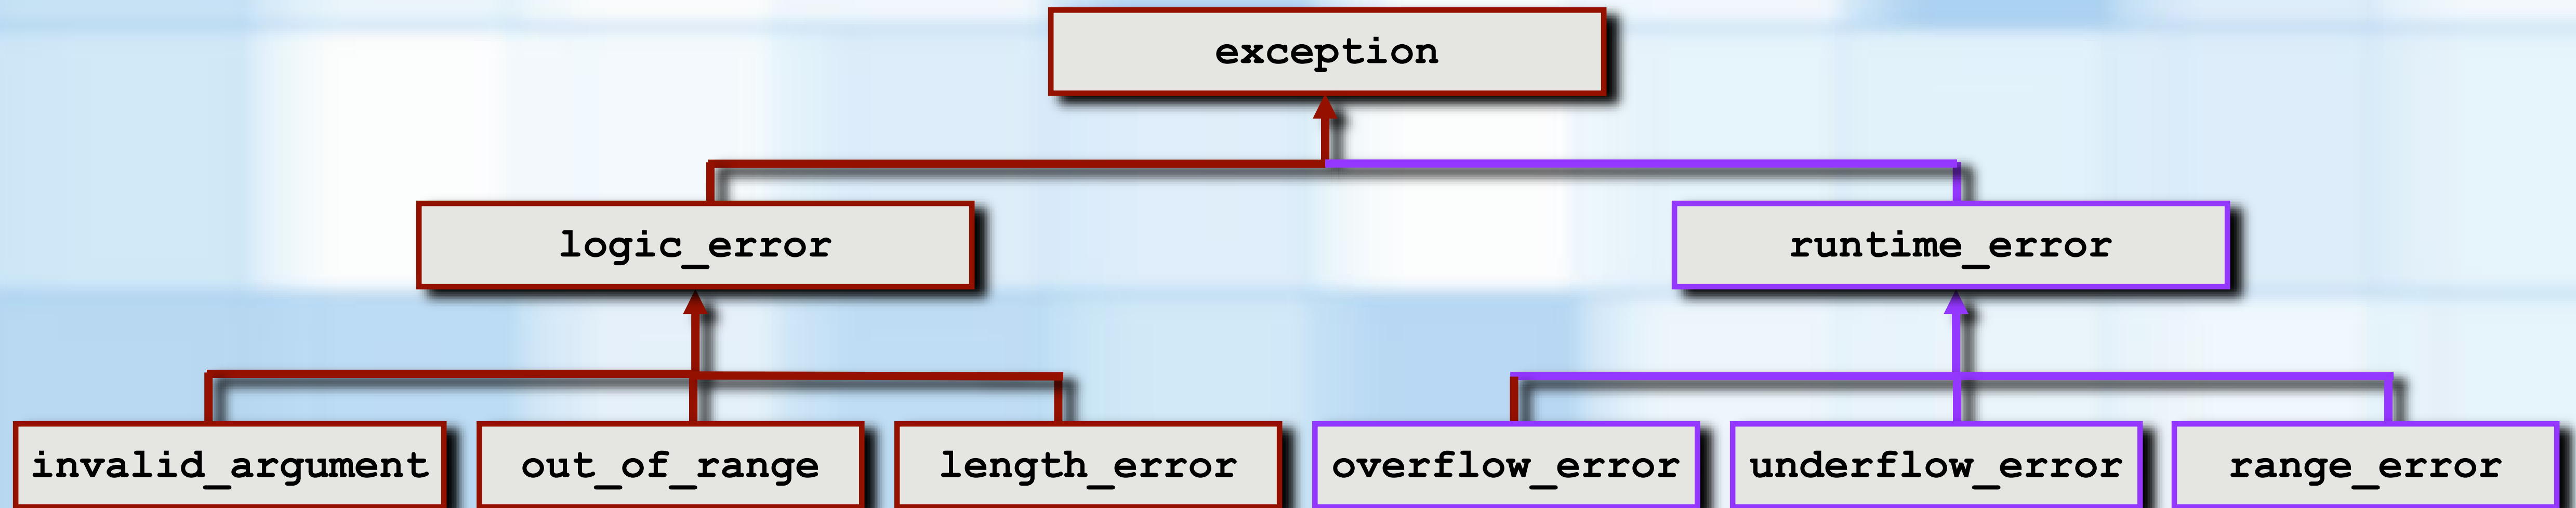 exception
logic_error
runtime_error
invalid_argument
out_of_range
length_error
overflow_error
underflow_error
range_error